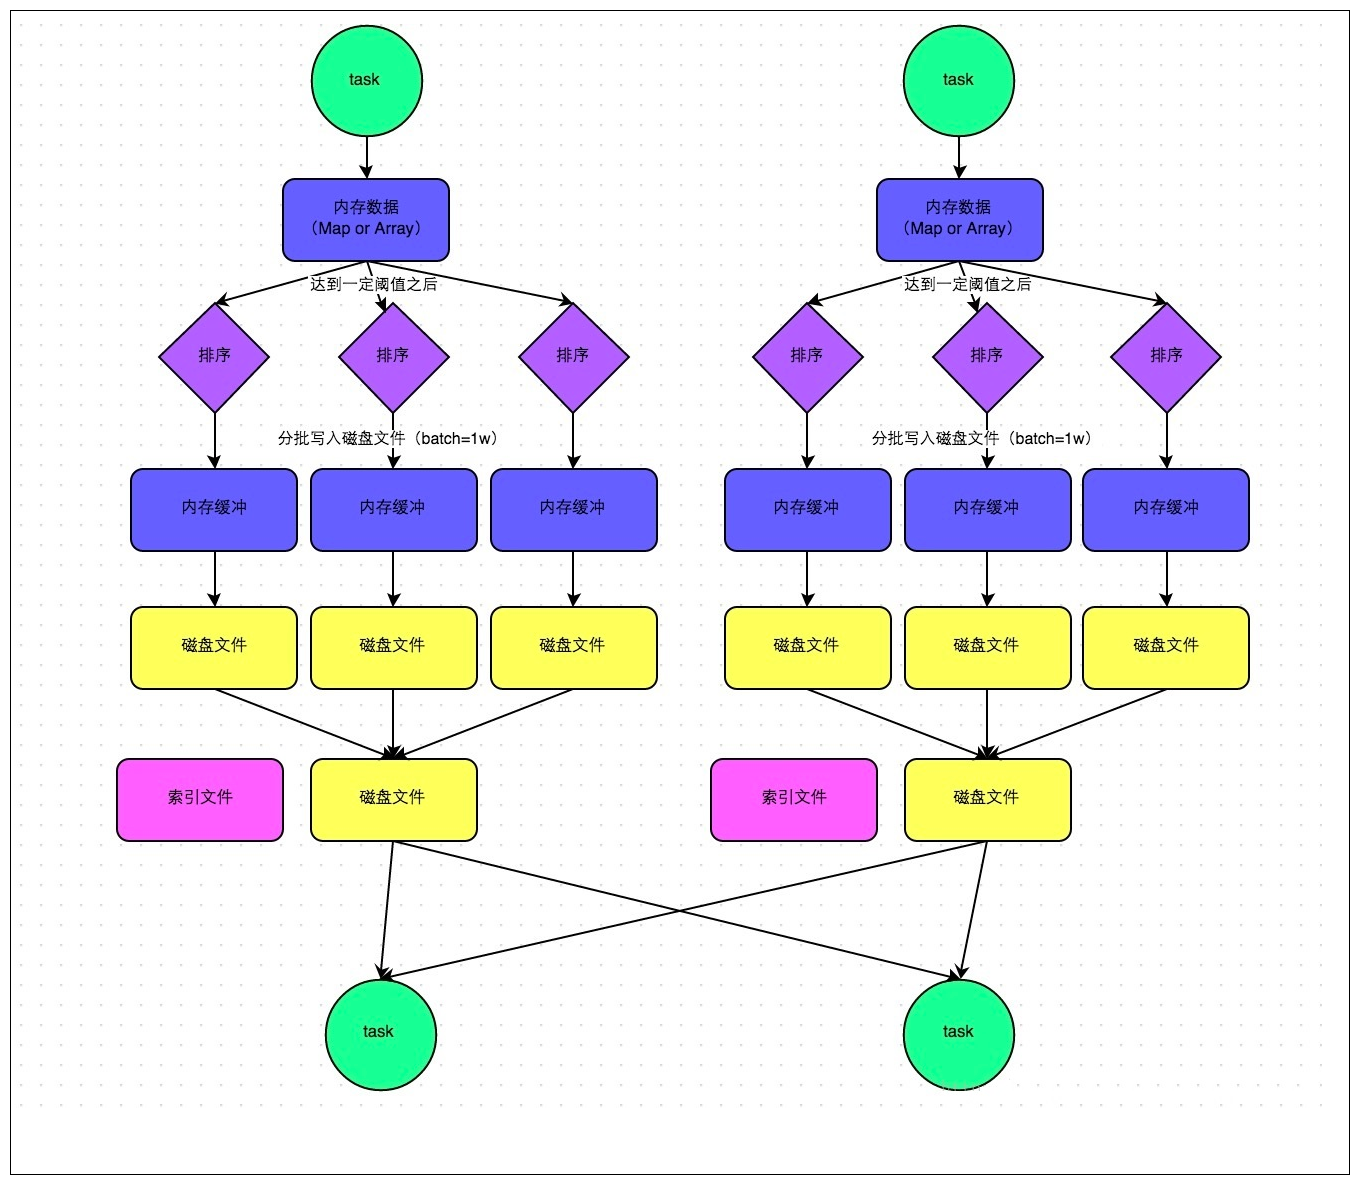 task
task
内存数据
（Map or Array）
内存数据
（Map or Array）
达到一定阈值之后
达到一定阈值之后
排序
排序
排序
排序
排序
排序
分批写入磁盘文件（batch=1w）
分批写入磁盘文件（batch=1w）
内存缓冲
内存缓冲
内存缓冲
内存缓冲
内存缓冲
内存缓冲
磁盘文件
磁盘文件
磁盘文件
磁盘文件
磁盘文件
磁盘文件
索引文件
磁盘文件
索引文件
磁盘文件
task
task